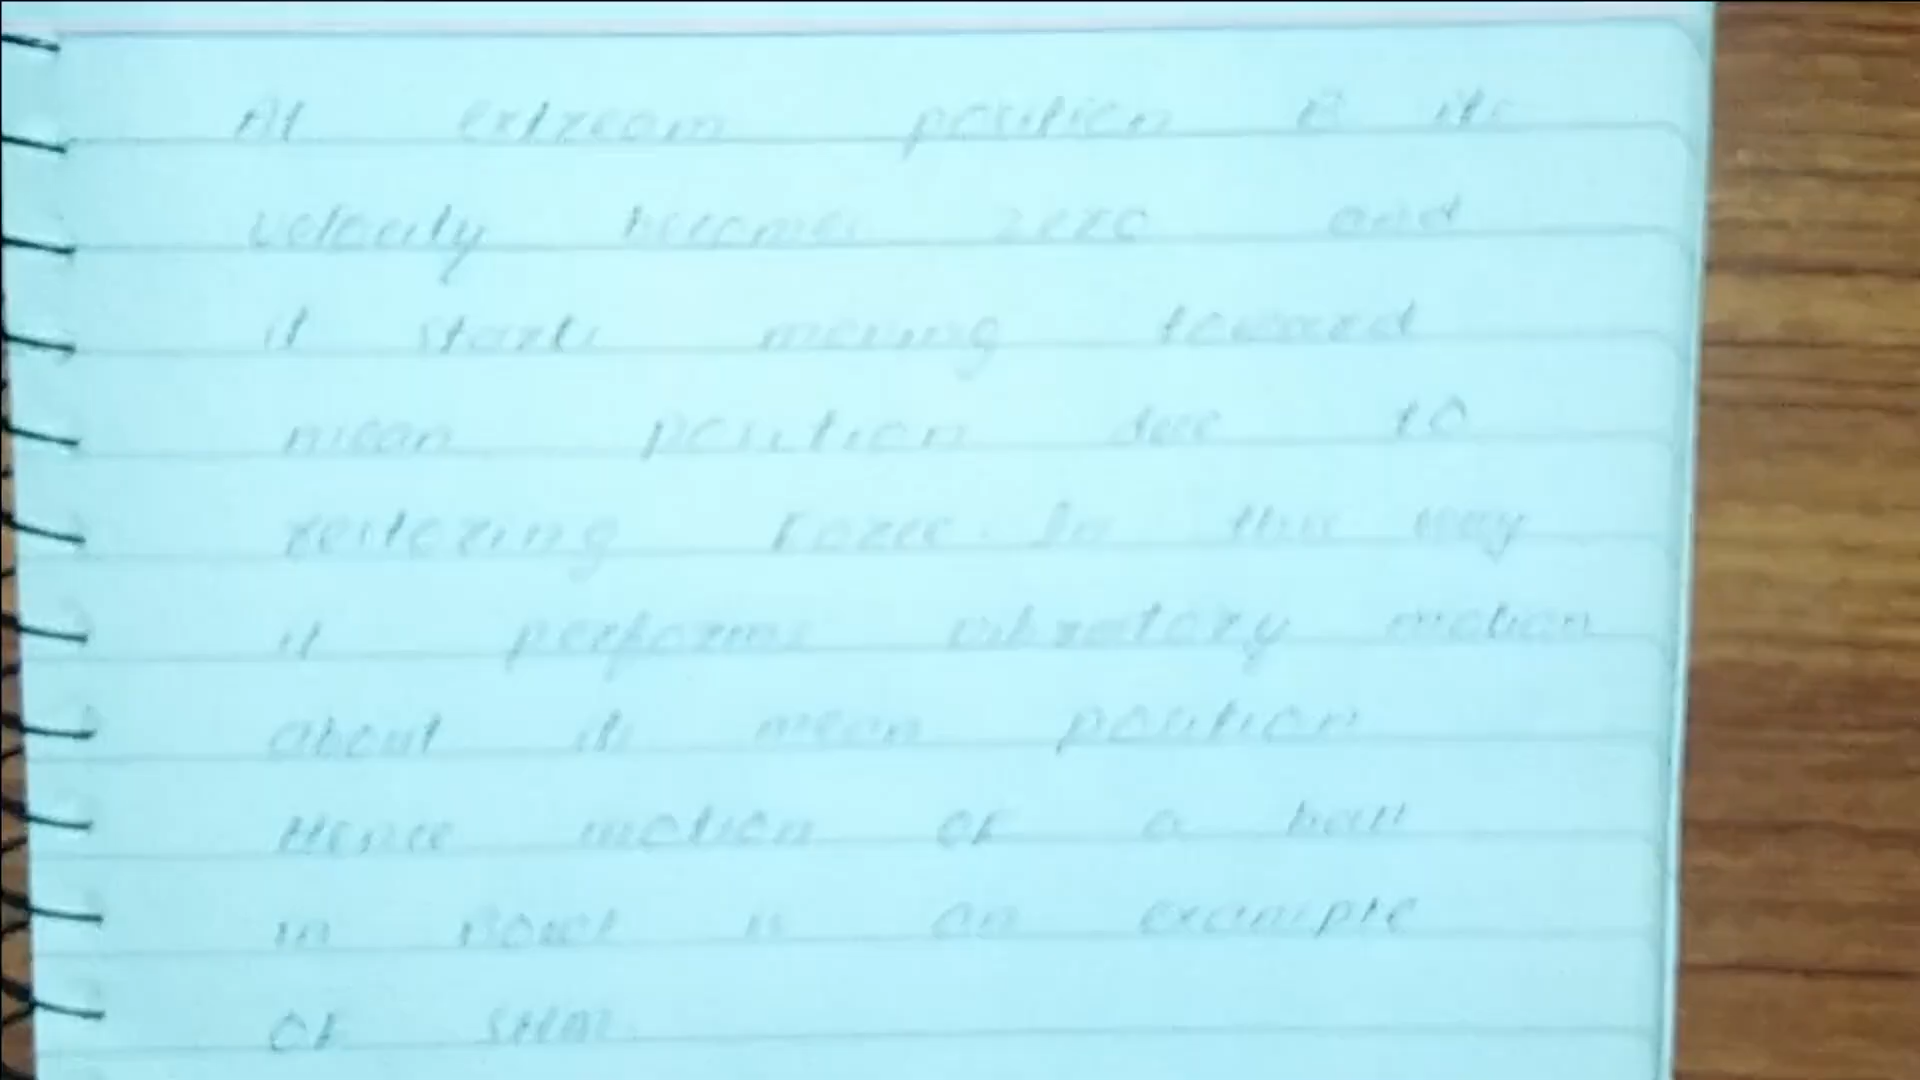 At extream position B its
velocity becomes zero and
it starts moving toward
mean position due to
restoring Force. In this way
it performs vibratory motion
about its mean position
Hence motion OF a ball
in Bowl is an example
OF SHM.